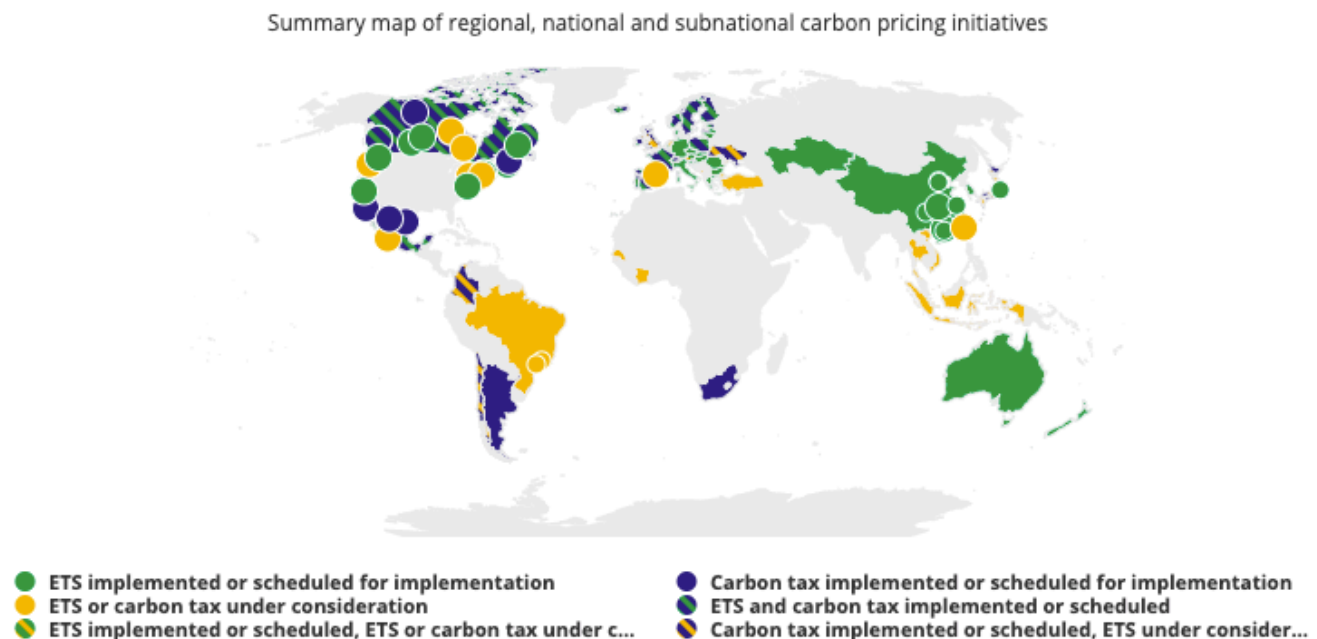 Summary map of regional, national and subnational carbon pricing initiatives
ETS implemented or scheduled for implementation
Carbon tax implemented or scheduled for implementation
ETS or carbon tax under consideration
ETS and carbon tax implemented or scheduled
ETS implemented or scheduled, ETS or carbon tax under c...
Carbon tax implemented or scheduled, ETS under consider...